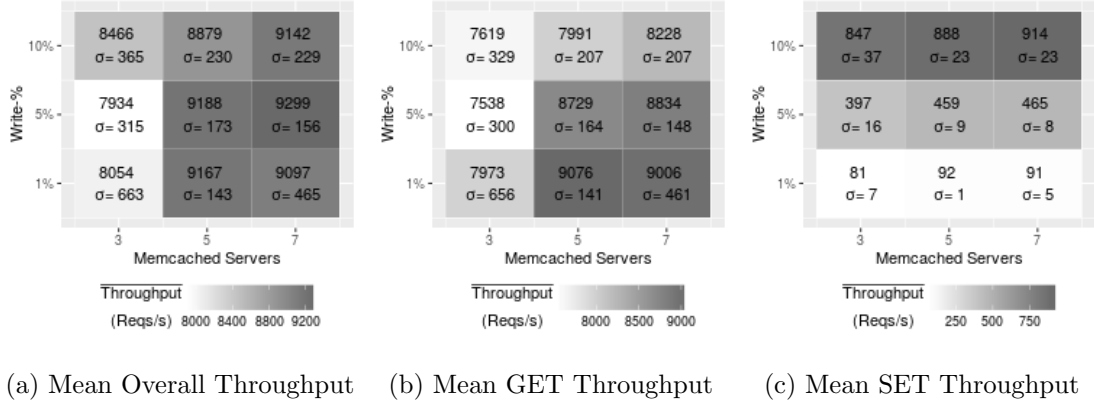 Write-%
10%
5%
1%
8466
σ= 365
8879
σ= 230
9142
σ= 229
7934
σ= 315
9188
σ= 173
9299
σ= 156
8054
σ= 663
9167
σ= 143
9097
σ= 465
3 5 7
Memcached Servers
Throughput
(Reqs/s)
8000 8400 8800 9200
(a) Mean Overall Throughput
Write-%
10%
5%
1%
7619
σ= 329
7991
σ= 207
8228
σ= 207
7538
σ= 300
8729
σ= 164
8834
σ= 148
7973
σ= 656
9076
σ= 141
9006
σ= 461
3 5 7
Memcached Servers
Throughput
(Reqs/s)
8000 8500 9000
(b) Mean GET Throughput
Write-%
10%
5%
1%
847
σ= 37
888
σ= 23
914
σ= 23
397
σ= 16
459
σ= 9
465
σ= 8
81
σ= 7
92
σ= 1
91
σ= 5
3 5 7
Memcached Servers
Throughput
(Reqs/s)
250 500 750
(c) Mean SET Throughput